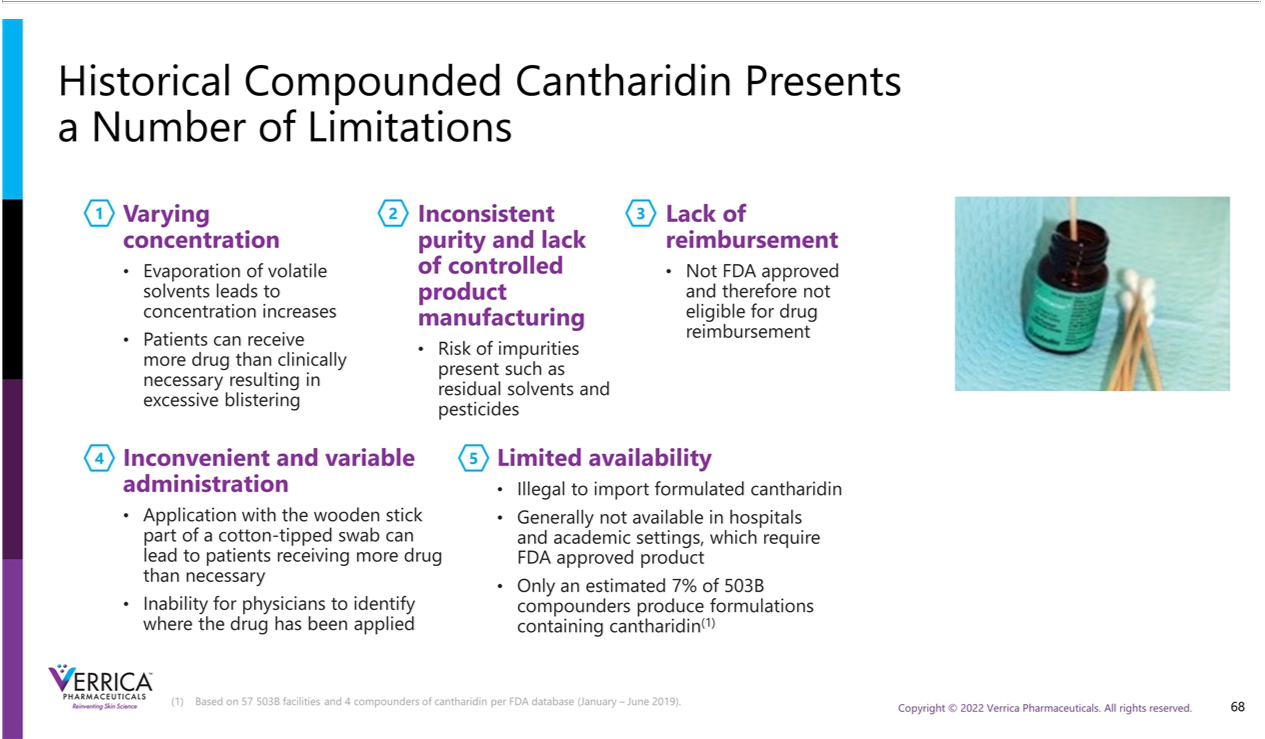 Historical Compounded Cantharidin Presents
a Number of Limitations
1 Varying
concentration
• Evaporation of volatile
solvents leads to
concentration increases
• Patients can receive
more drug than clinically
necessary resulting in
excessive blistering
2 Inconsistent
purity and lack
of controlled
product
manufacturing
• Risk of impurities
present such as
residual solvents and
pesticides
3 Lack of
reimbursement
• Not FDA approved
and therefore not
eligible for drug
reimbursement
4 Inconvenient and variable
administration
• Application with the wooden stick
part of a cotton-tipped swab can
lead to patients receiving more drug
than necessary
• Inability for physicians to identify
where the drug has been applied
5 Limited availability
• Illegal to import formulated cantharidin
• Generally not available in hospitals
and academic settings, which require
FDA approved product
• Only an estimated 7% of 503B
compounders produce formulations
containing cantharidin(1)
VERRICA™
PHARMACEUTICALS
Reinventing Skin Science
(1) Based on 57 503B facilities and 4 compounders of cantharidin per FDA database (January – June 2019).
Copyright © 2022 Verrica Pharmaceuticals. All rights reserved.
68